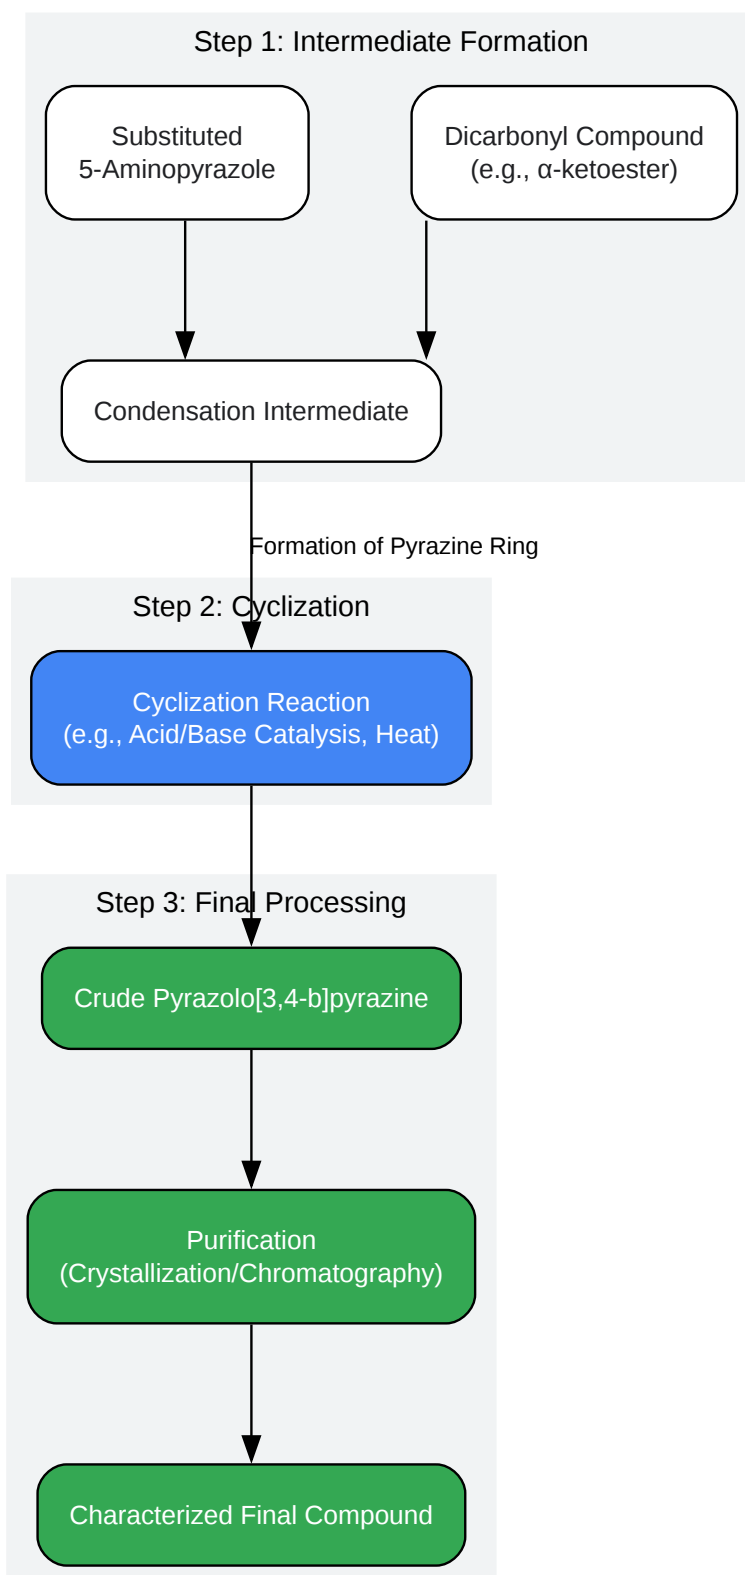 Step 1: Intermediate Formation
Substituted
5-Aminopyrazole
Dicarbonyl Compound
(e.g., α-ketoester)
Condensation Intermediate
Formation of Pyrazine Ring
Step 2: Cyclization
Cyclization Reaction
(e.g., Acid/Base Catalysis, Heat)
Step 3: Final Processing
Crude Pyrazolo[3,4-b]pyrazine
Purification
(Crystallization/Chromatography)
Characterized Final Compound